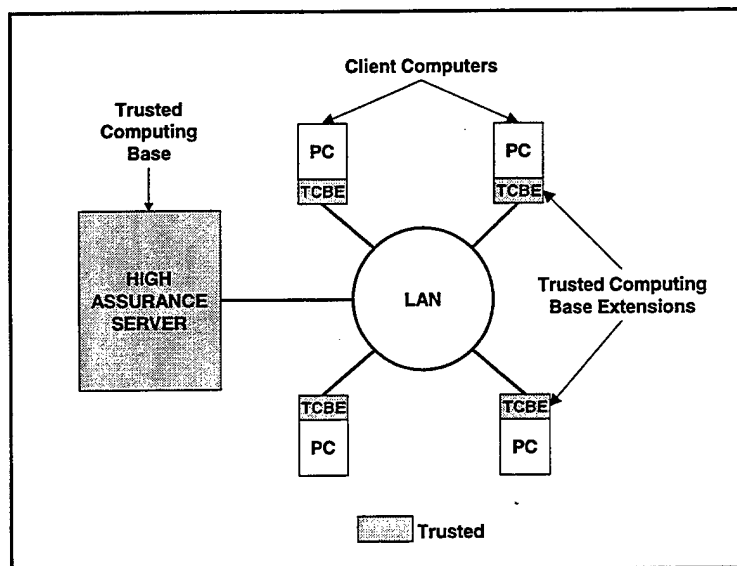 Client Computers
Trusted
Computing
Base
PC
TCBE
PC
TCBE
HIGH
ASSURANCE
SERVER
LAN
Trusted Computing
Base Extensions
TCBE
PC
TCBE
PC
Trusted